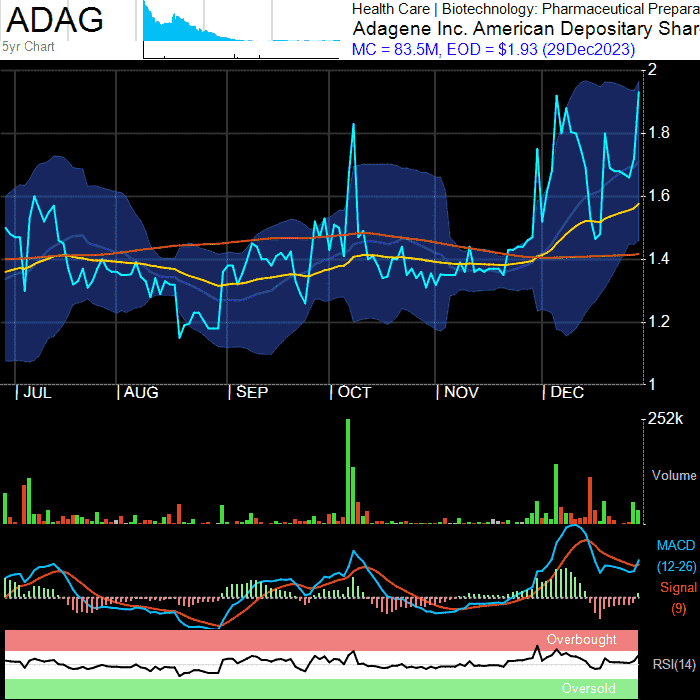 ADAG
5yr Chart
Health Care | Biotechnology: Pharmaceutical Prepara
Adagene Inc. American Depositary Shar
MC = 83.5M, EOD = $1.93 (29Dec2023)
2
1.8
1.6
1.4
1.2
1
| JUL | AUG | SEP | OCT | NOV | DEC
252k
Volume
MACD
(12-26)
Signal
(9)
Overbought
RSI(14)
Oversold